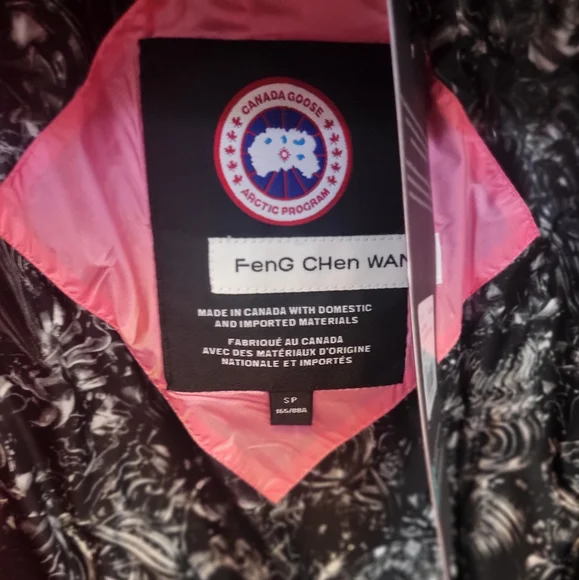 CANADA GOOSE
ARCTIC PROGRAM
FenG CHen WAN
MADE IN CANADA WITH DOMESTIC
AND IMPORTED MATERIALS
FABRIQUÉ AU CANADA
AVEC DES MATÉRIAUX D'ORIGINE
NATIONALE ET IMPORTÉS
SP
165/88A